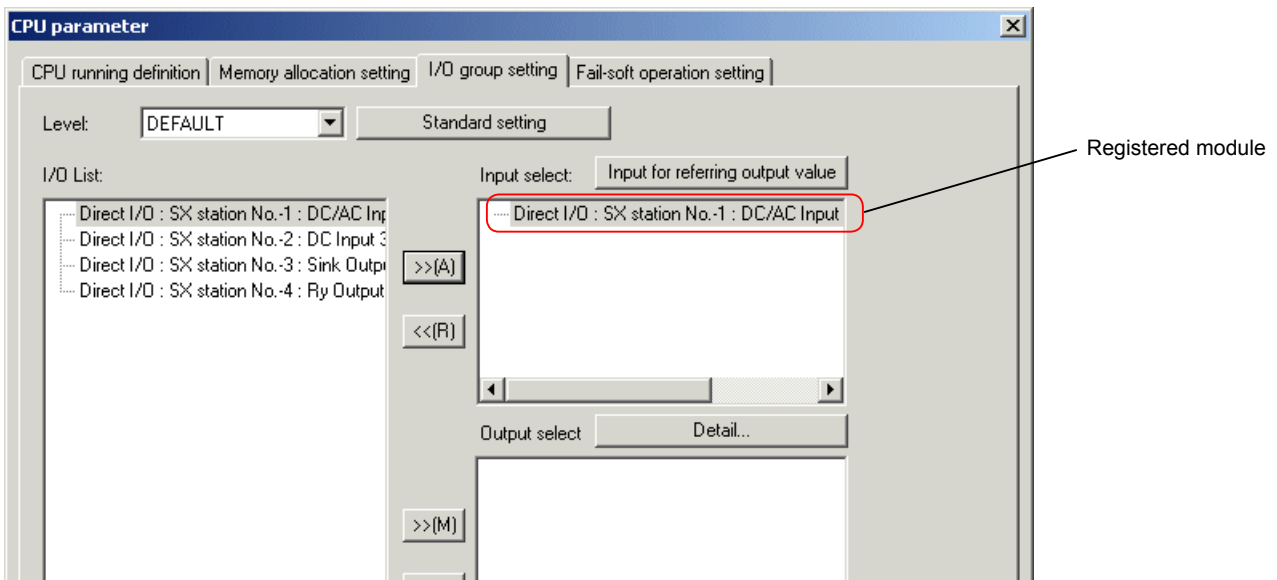 CPU parameter
CPU running definition
Memory allocation setting
I/O group setting
Fail-soft operation setting
Level:
DEFAULT
Standard setting
Registered module
I/O List:
Input select:
Input for referring output value
Direct I/O : SX station No.-1 : DC/AC Inp
Direct I/O : SX station No.-2 : DC Input 3
Direct I/O : SX station No.-3 : Sink Outpu
Direct I/O : SX station No.-4 : Ry Output
>>(A)
<<(R)
Direct I/O : SX station No.-1 : DC/AC Input
Output select
Detail...
>>(M)